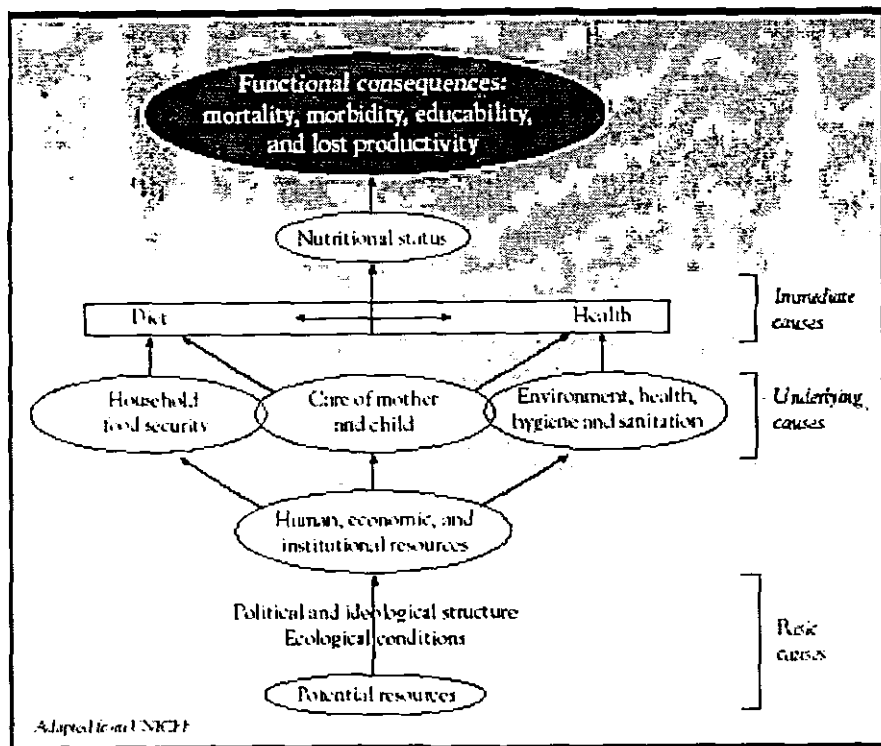 Functional consequences:
mortality, morbidity, educability,
and lost productivity
Nutritional status
Diet
Health
Immediate
causes
Household
food security
Care of mother
and child
Environment, health,
hygiene and sanitation
Underlying
causes
Human, economic, and
institutional resources
Political and ideological structure
Ecological conditions
Basic
causes
Potential resources
Adapted from UNICEF